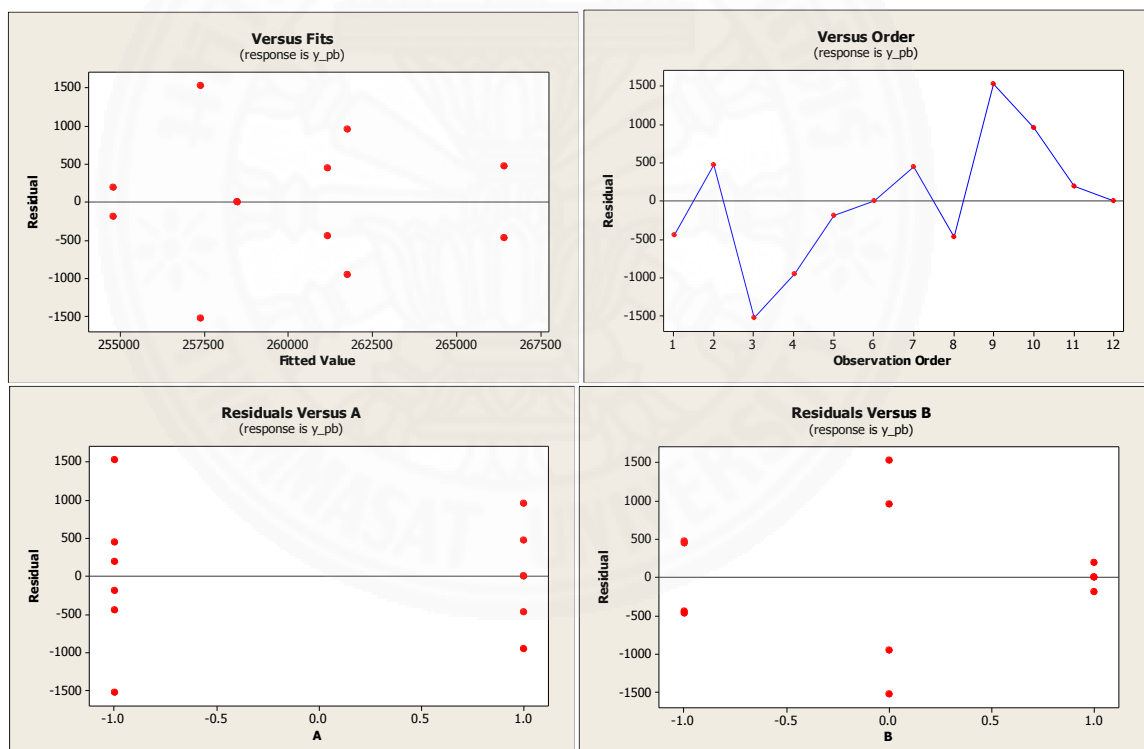 Versus Fits
(response is y_pb)
1500
1000
500
0
-500
-1000
-1500
Residual
255000 257500 260000 262500 265000 267500
Fitted Value
Versus Order
(response is y_pb)
1500
1000
500
0
-500
-1000
-1500
Residual
1 2 3 4 5 6 7 8 9 10 11 12
Observation Order
Residuals Versus A
(response is y_pb)
1500
1000
500
0
-500
-1000
-1500
Residual
-1.0 -0.5 0.0 0.5 1.0
A
Residuals Versus B
(response is y_pb)
1500
1000
500
0
-500
-1000
-1500
Residual
-1.0 -0.5 0.0 0.5 1.0
B